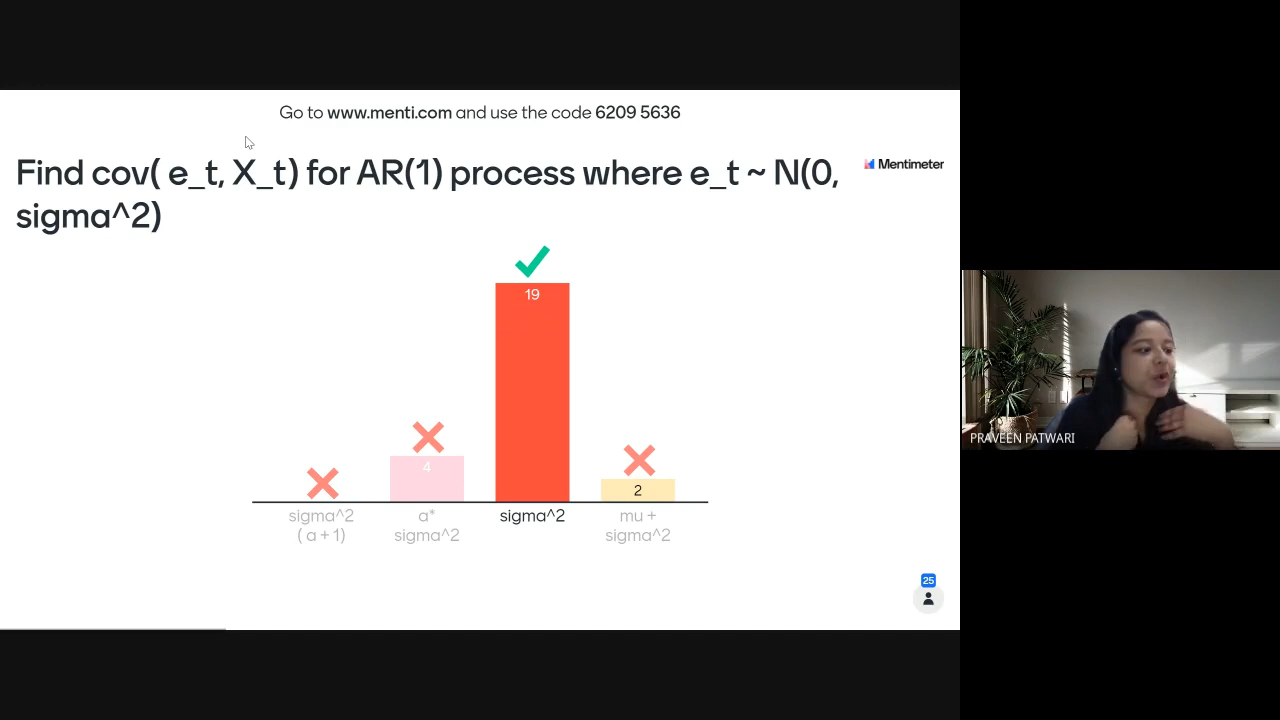 Go to www.menti.com and use the code 6209 5636
Find cov( e_t, X_t) for AR(1) process where e_t ~ N(0,
sigma^2)
Mentimeter
19
4
2
sigma^2
( a + 1)
a*
sigma^2
sigma^2
mu +
sigma^2
25
PRAVEEN PATWARI